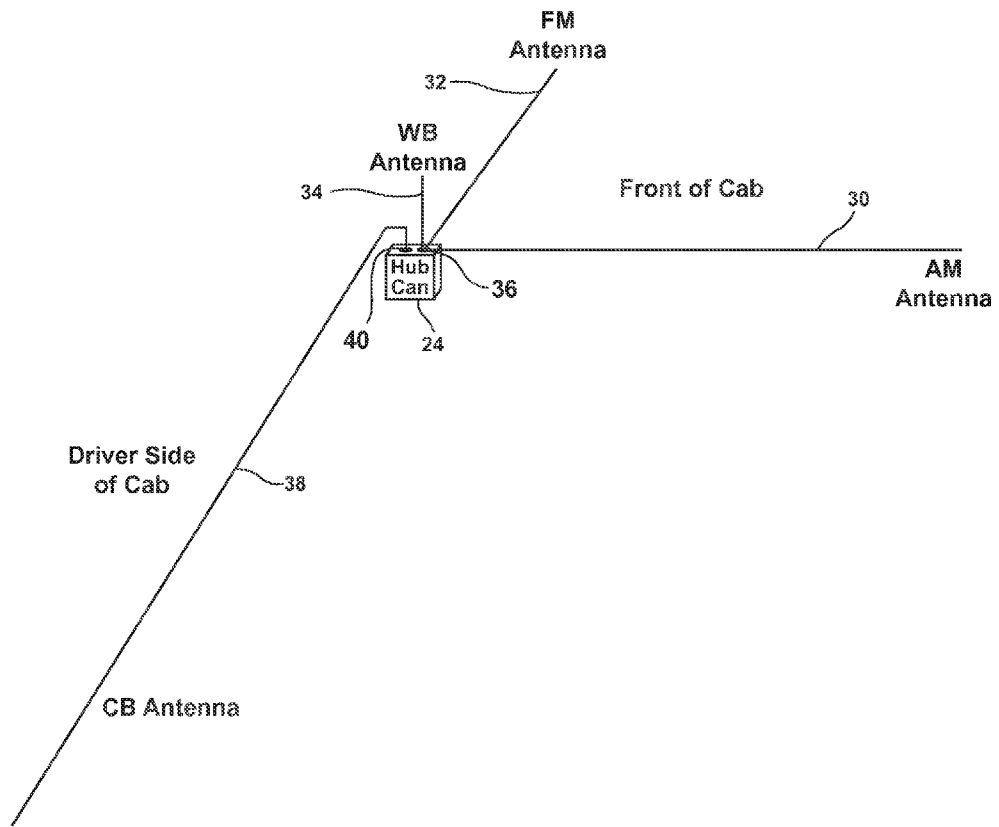 FM
Antenna
32
WB
Antenna
34
Front of Cab
30
Hub
Can
36
AM
Antenna
40
24
Driver Side
of Cab
38
CB Antenna